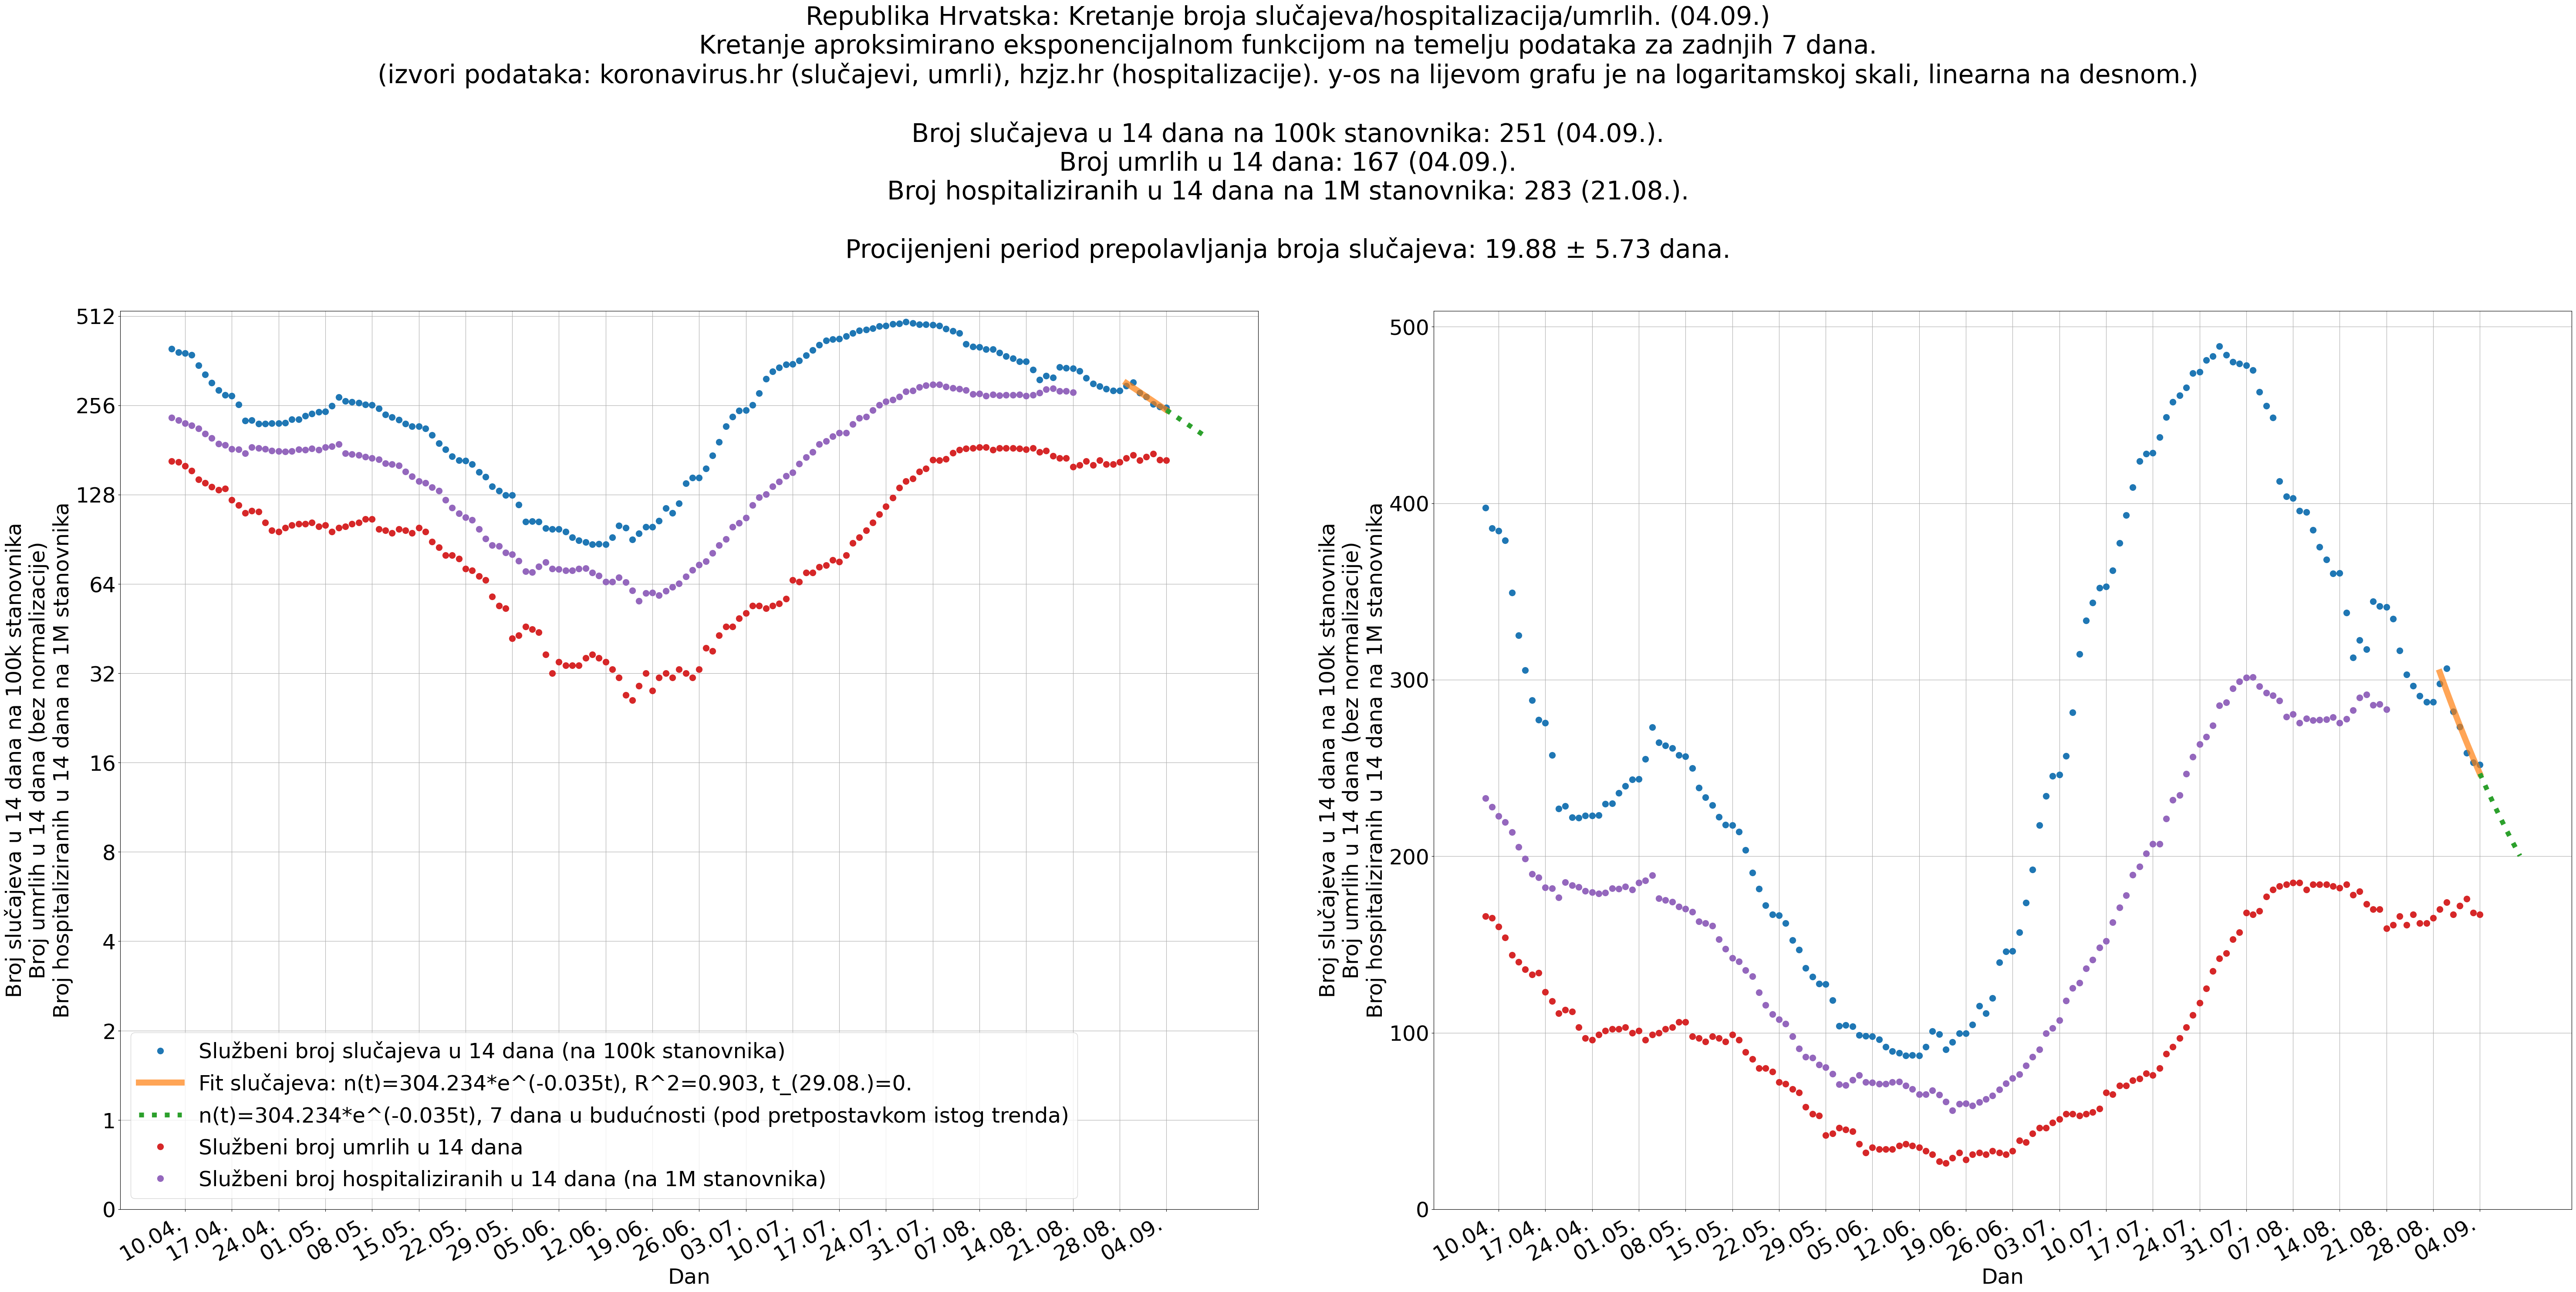 Republika Hrvatska: Kretanje broja slučajeva/hospitalizacija/umrlih. (04.09.)
Kretanje aproksimirano eksponencijalnom funkcijom na temelju podataka za zadnjih 7 dana.
(izvori podataka: koronavirus.hr (slučajevi, umrli), hzjz.hr (hospitalizacije). y-os na lijevom grafu je na logaritamskoj skali, linearna na desnom.)
Broj slučajeva u 14 dana na 100k stanovnika: 251 (04.09.).
Broj umrlih u 14 dana: 167 (04.09.).
Broj hospitaliziranih u 14 dana na 1M stanovnika: 283 (21.08.).
Procijenjeni period prepolavljanja broja slučajeva: 19.88 ± 5.73 dana.
Broj slučajeva u 14 dana na 100k stanovnika
Broj umrlih u 14 dana (bez normalizacije)
Broj hospitaliziranih u 14 dana na 1M stanovnika
512
256
128
64
32
16
8
4
2
1
0
Službeni broj slučajeva u 14 dana (na 100k stanovnika)
Fit slučajeva: n(t)=304.234*e^(-0.035t), R^2=0.903, t_(29.08.)=0.
n(t)=304.234*e^(-0.035t), 7 dana u budućnosti (pod pretpostavkom istog trenda)
Službeni broj umrlih u 14 dana
Službeni broj hospitaliziranih u 14 dana (na 1M stanovnika)
10.04. 17.04. 24.04. 01.05. 08.05. 15.05. 22.05. 29.05. 05.06. 12.06. 19.06. 26.06. 03.07. 10.07. 17.07. 24.07. 31.07. 07.08. 14.08. 21.08. 28.08. 04.09.
Dan
Broj slučajeva u 14 dana na 100k stanovnika
Broj umrlih u 14 dana (bez normalizacije)
Broj hospitaliziranih u 14 dana na 1M stanovnika
500
400
300
200
100
0
10.04. 17.04. 24.04. 01.05. 08.05. 15.05. 22.05. 29.05. 05.06. 12.06. 19.06. 26.06. 03.07. 10.07. 17.07. 24.07. 31.07. 07.08. 14.08. 21.08. 28.08. 04.09.
Dan